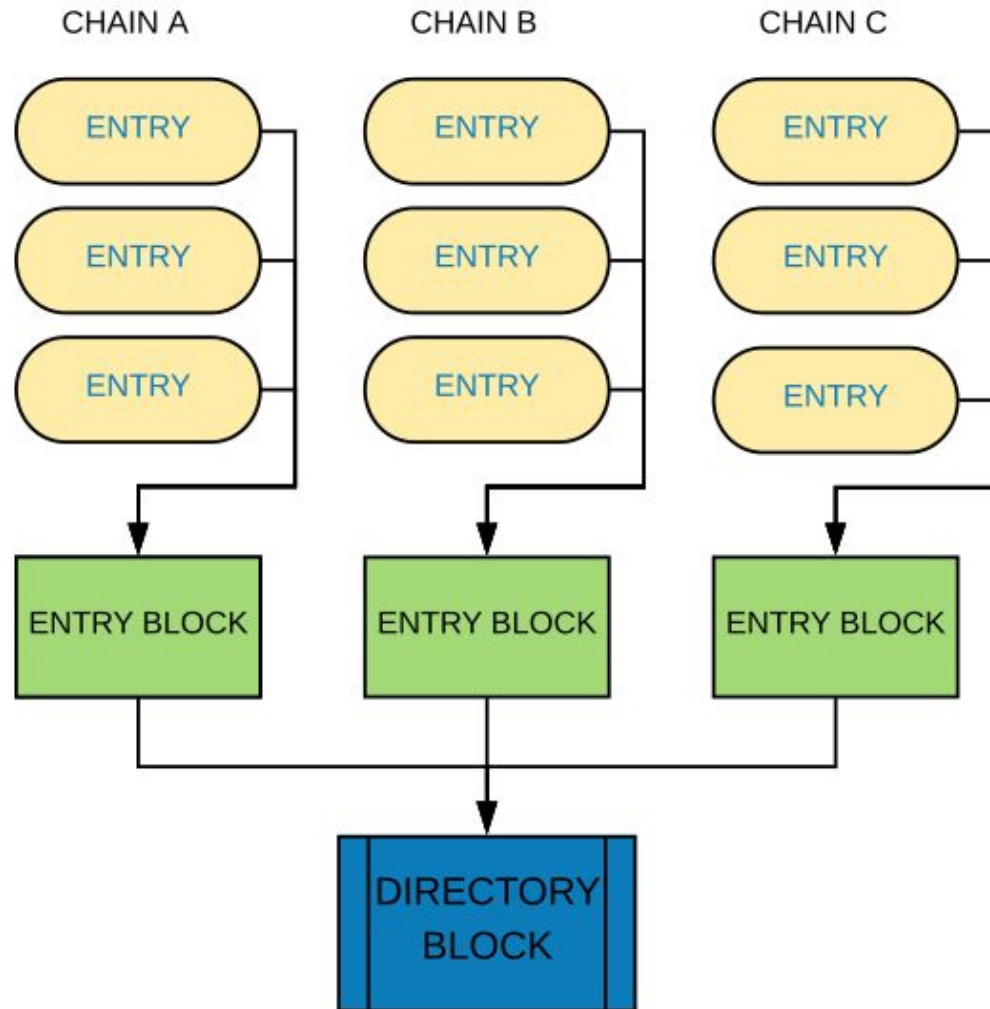 CHAIN A
CHAIN B
CHAIN C
ENTRY
ENTRY
ENTRY
ENTRY
ENTRY
ENTRY
ENTRY
ENTRY
ENTRY
ENTRY BLOCK
ENTRY BLOCK
ENTRY BLOCK
DIRECTORY
BLOCK